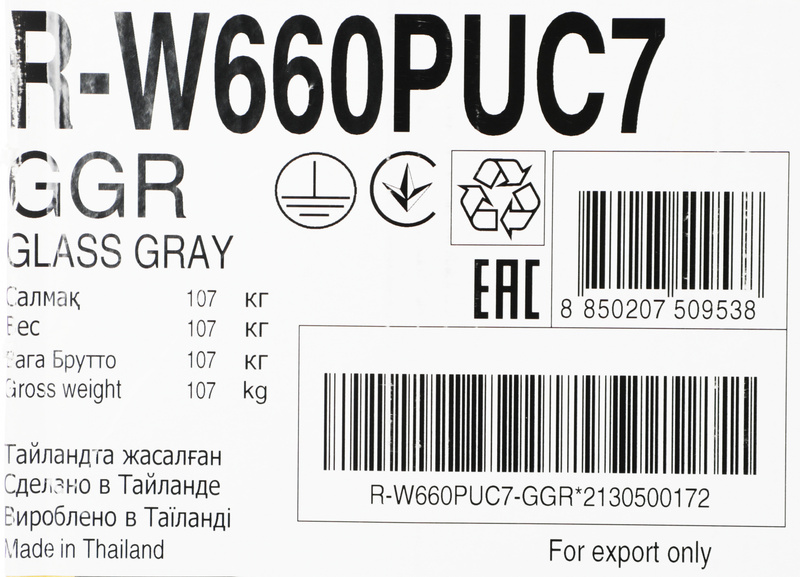 R-W660PUC7
GGR
GLASS GRAY
Салмақ 107 кг
Вес 107 кг
Вага Брутто 107 кг
Gross weight 107 kg
Тайландта жасалған
Сделано в Тайланде
Вироблено в Таїланді
Made in Thailand
EAC
8 850207 509538
R-W660PUC7-GGR*2130500172
For export only